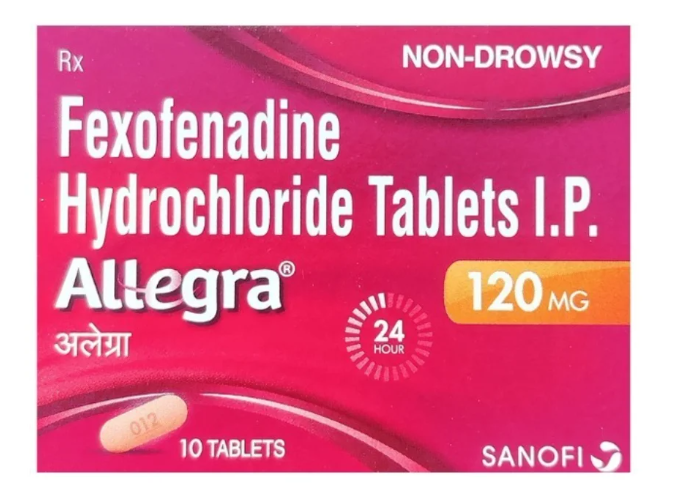 Rx
NON-DROWSY
Fexofenadine
Hydrochloride Tablets I.P.
Allegra®
120 MG
अलेग्रा
24
HOUR
012
10 TABLETS
SANOFI